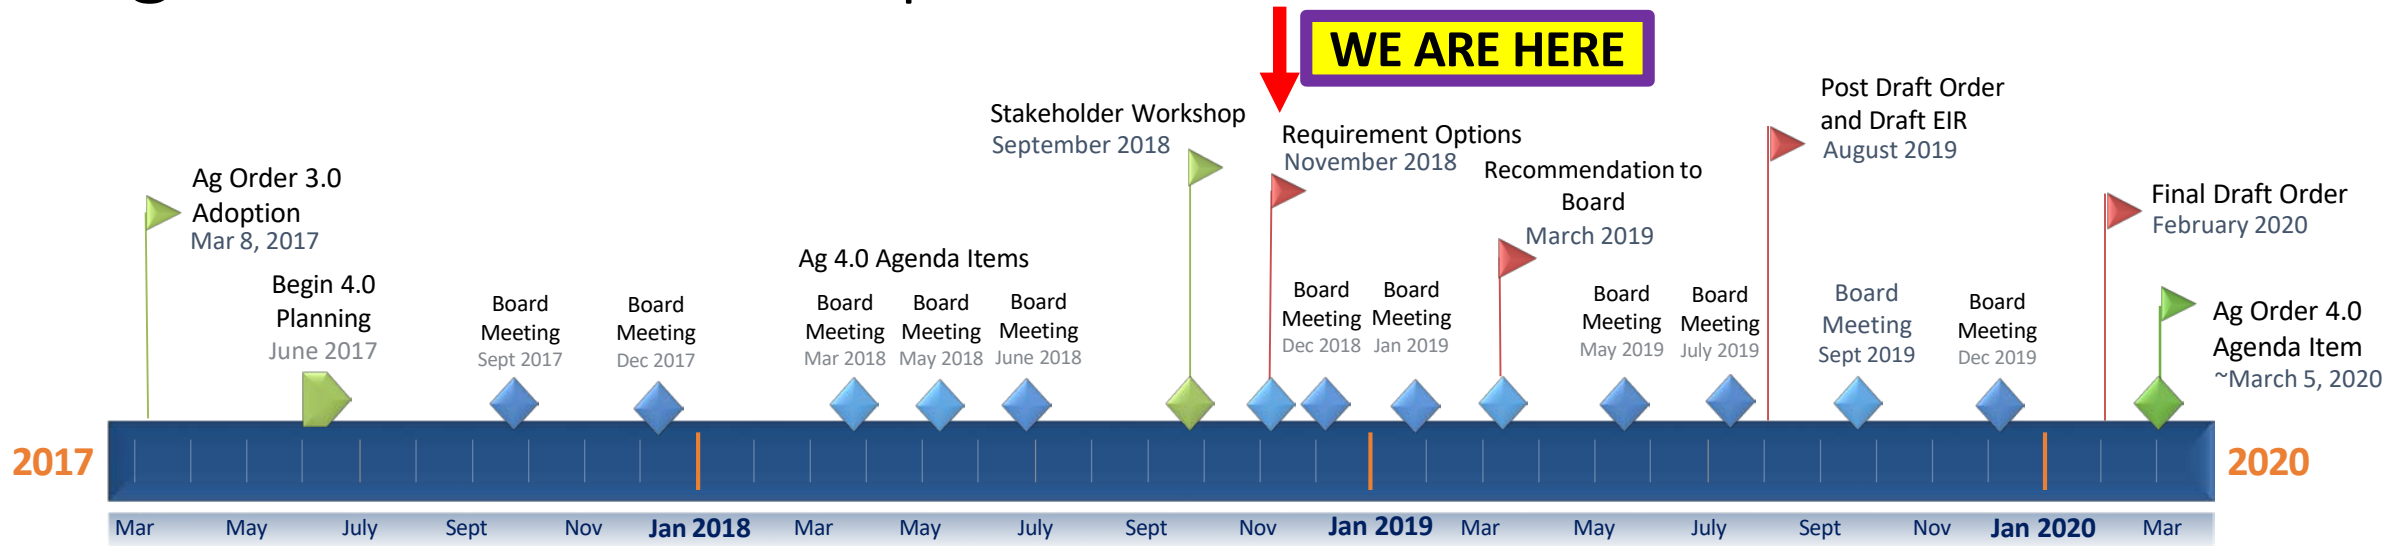 WE ARE HERE
Stakeholder Workshop
September 2018
Requirement Options
November 2018
Post Draft Order
and Draft EIR
August 2019
Recommendation to
Board
March 2019
Ag Order 3.0
Adoption
Mar 8, 2017
Final Draft Order
February 2020
Begin 4.0
Planning
June 2017
Board
Meeting
Sept 2017
Board
Meeting
Dec 2017
Ag 4.0 Agenda Items
Board
Meeting
Mar 2018
Board
Meeting
May 2018
Board
Meeting
June 2018
Board
Meeting
Dec 2018
Board
Meeting
Jan 2019
Board
Meeting
May 2019
Board
Meeting
July 2019
Board
Meeting
Sept 2019
Board
Meeting
Dec 2019
Ag Order 4.0
Agenda Item
~March 5, 2020
2017
2020
Mar May July Sept Nov Jan 2018 Mar May July Sept Nov Jan 2019 Mar May July Sept Nov Jan 2020 Mar